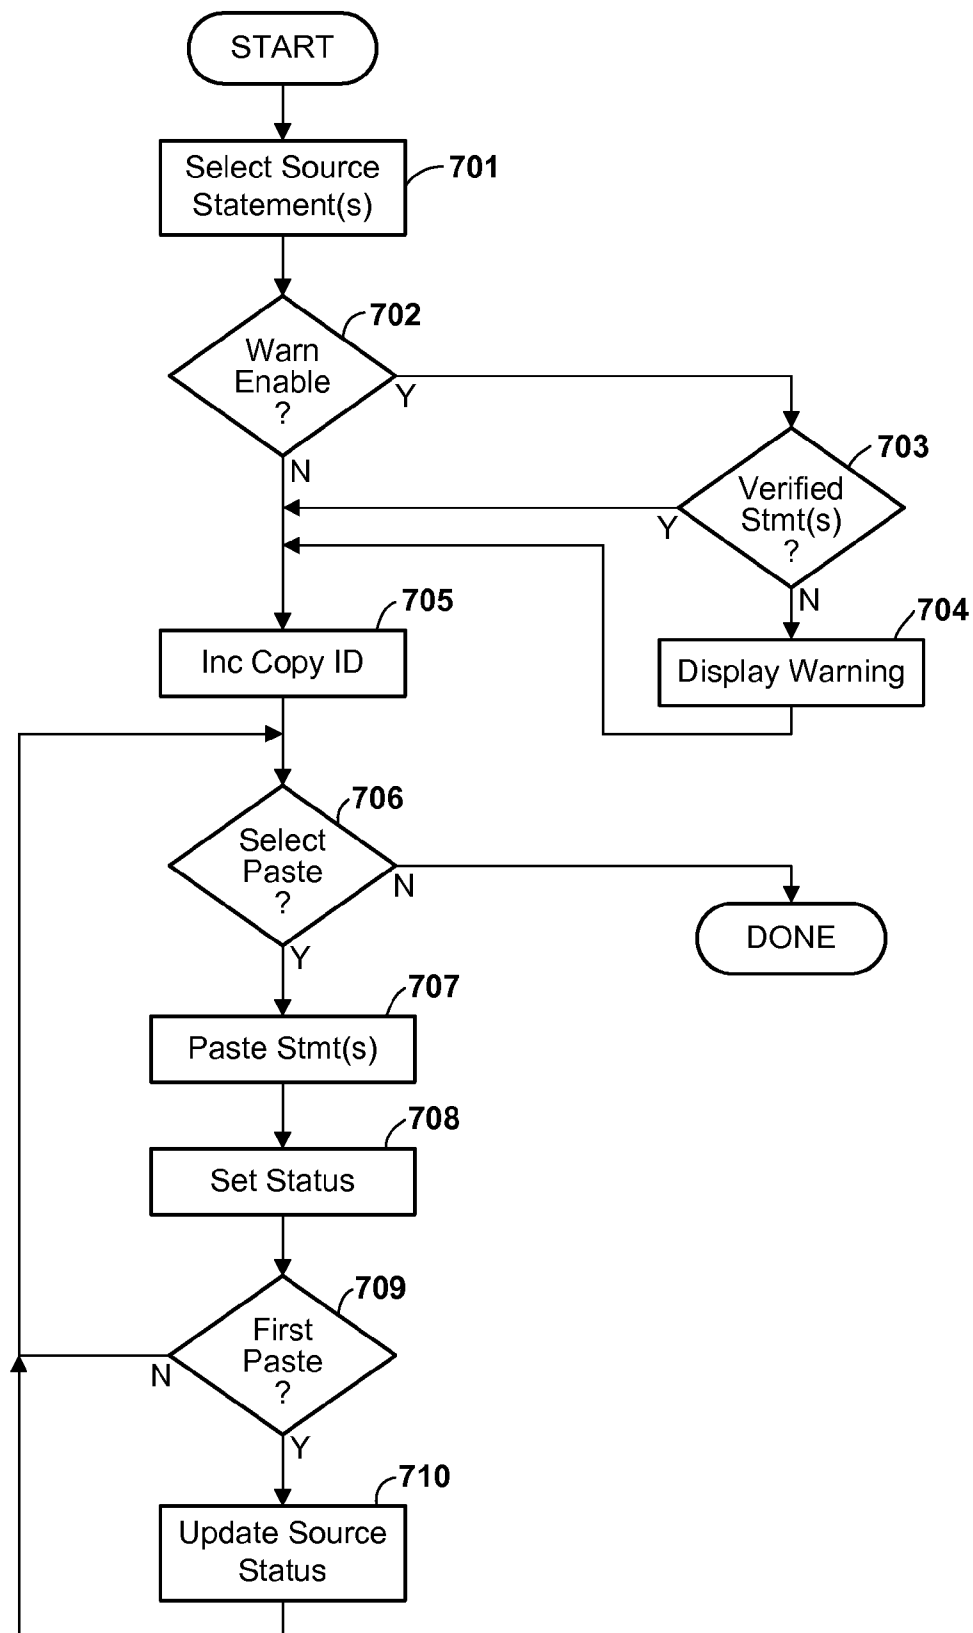 START
Select Source
Statement(s)
701
702
Warn
Enable
?
Y
N
703
Verified
Stmt(s)
?
Y
N
704
Display Warning
705
Inc Copy ID
706
Select
Paste
?
N
Y
DONE
707
Paste Stmt(s)
708
Set Status
709
First
Paste
?
N
Y
710
Update Source
Status